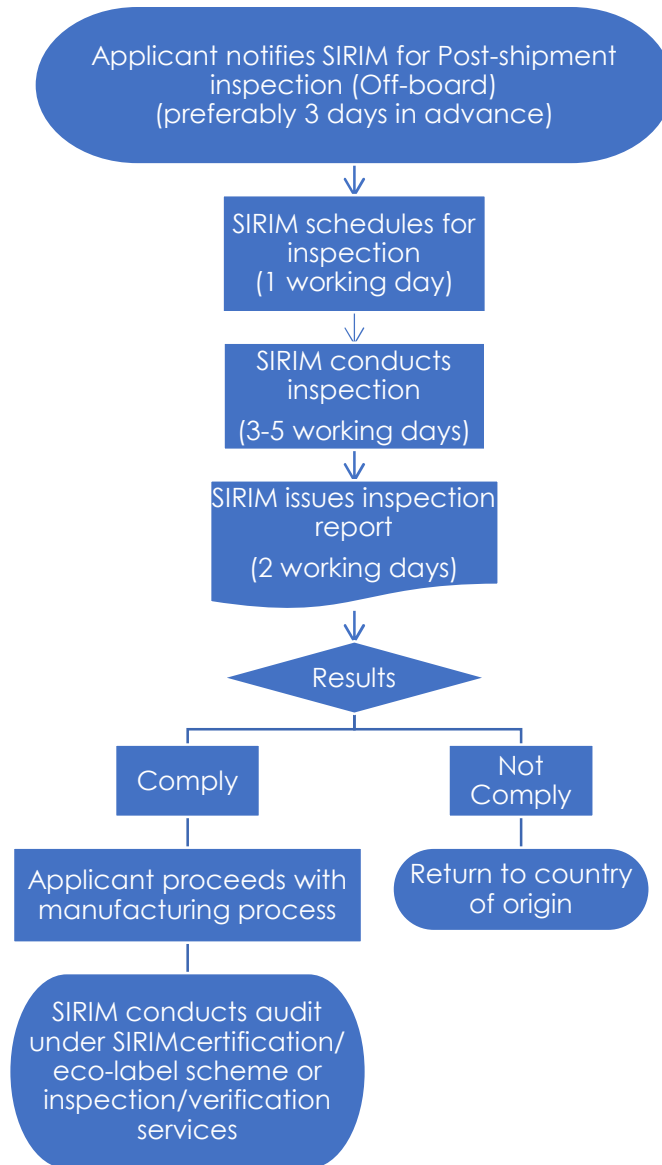 Applicant notifies SIRIM for Post-shipment
inspection (Off-board)
(preferably 3 days in advance)
SIRIM schedules for
inspection
(1 working day)
SIRIM conducts
inspection
(3-5 working days)
SIRIM issues inspection
report
(2 working days)
Results
Comply
Not
Comply
Applicant proceeds with
manufacturing process
Return to country
of origin
SIRIM conducts audit
under SIRIMcertification/
eco-label scheme or
inspection/verification
services